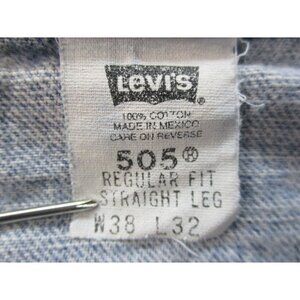 LEVI'S
®
100% COTTON
MADE IN MEXICO
CARE ON REVERSE
505®
REGULAR FIT
STRAIGHT LEG
W38 L32